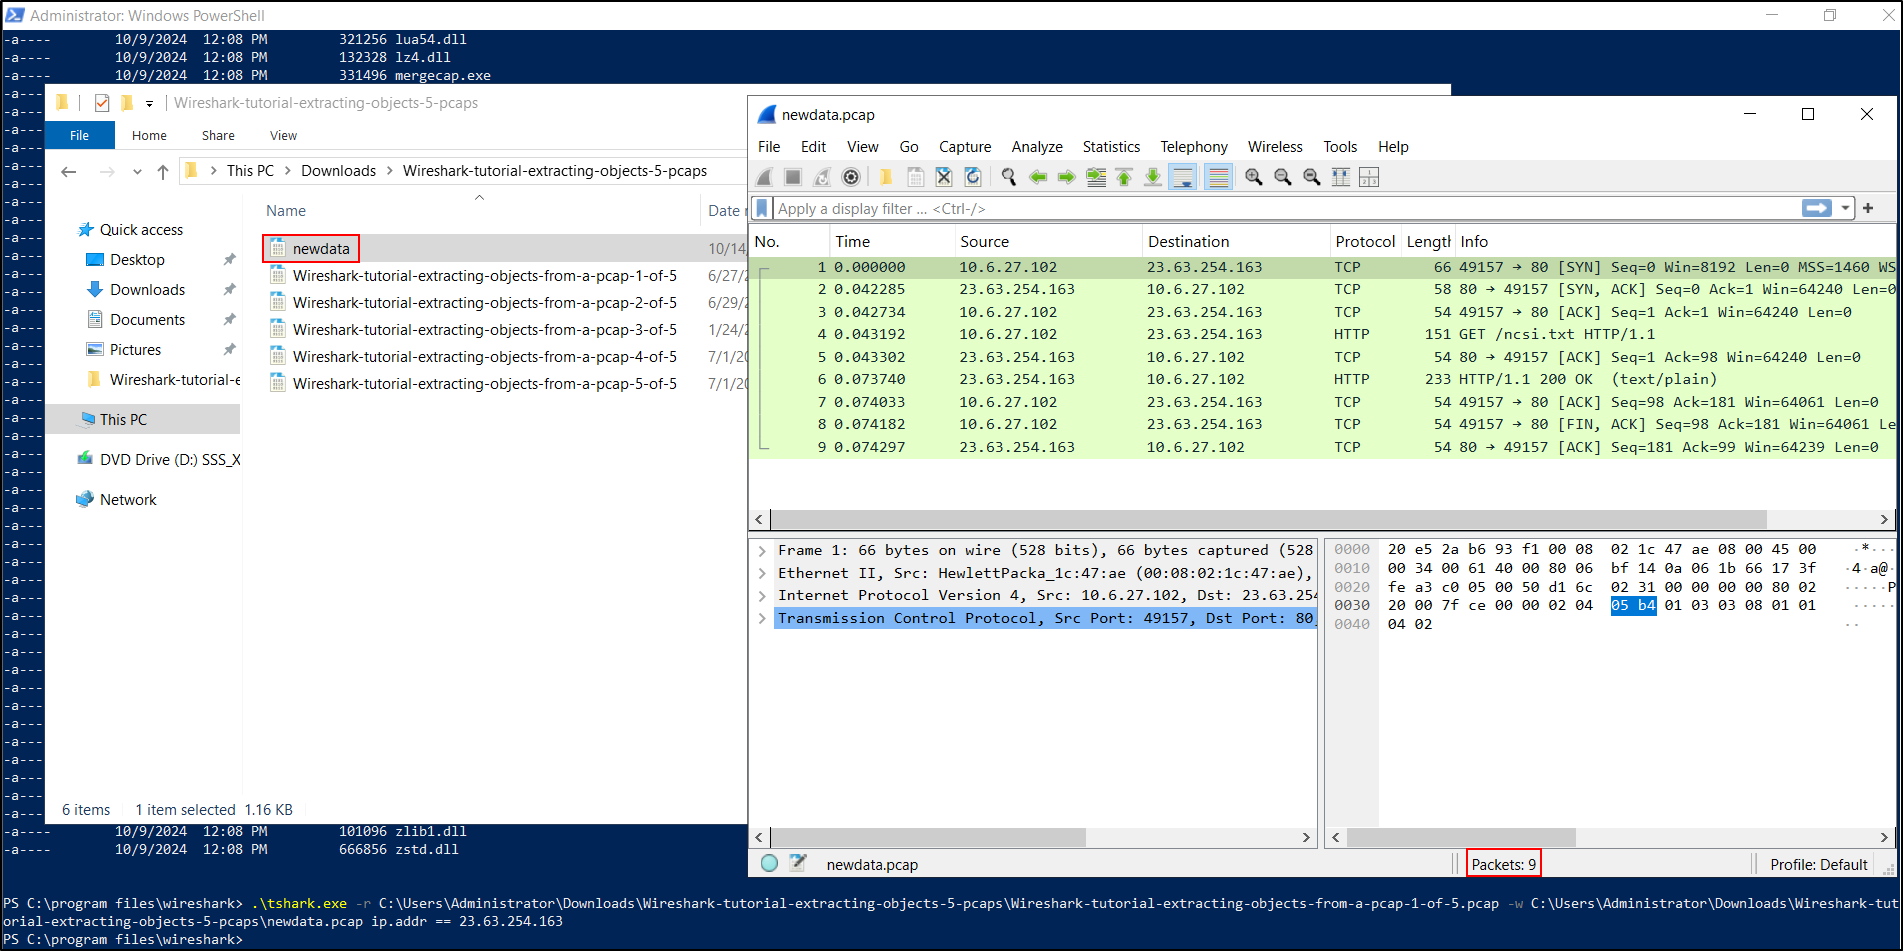 Administrator: Windows PowerShell
-a---- 10/9/2024 12:08 PM 321256 lua54.dll
-a---- 10/9/2024 12:08 PM 132328 lz4.dll
-a---- 10/9/2024 12:08 PM 331496 mergecap.exe
Wireshark-tutorial-extracting-objects-5-pcaps
File Home Share View
This PC Downloads Wireshark-tutorial-extracting-objects-5-pcaps
Name Date
Quick access
Desktop
Downloads
Documents
Pictures
Wireshark-tutorial-e
This PC
DVD Drive (D:) SSS_X
Network
newdata 10/14/
Wireshark-tutorial-extracting-objects-from-a-pcap-1-of-5 6/27/2
Wireshark-tutorial-extracting-objects-from-a-pcap-2-of-5 6/29/2
Wireshark-tutorial-extracting-objects-from-a-pcap-3-of-5 1/24/2
Wireshark-tutorial-extracting-objects-from-a-pcap-4-of-5 7/1/20
Wireshark-tutorial-extracting-objects-from-a-pcap-5-of-5 7/1/20
6 items 1 item selected 1.16 KB
newdata.pcap
File Edit View Go Capture Analyze Statistics Telephony Wireless Tools Help
Apply a display filter ... <Ctrl-/>
No. Time Source Destination Protocol Length Info
1 0.000000 10.6.27.102 23.63.254.163 TCP 66 49157 → 80 [SYN] Seq=0 Win=8192 Len=0 MSS=1460 WS
2 0.042285 23.63.254.163 10.6.27.102 TCP 58 80 → 49157 [SYN, ACK] Seq=0 Ack=1 Win=64240 Len=0
3 0.042734 10.6.27.102 23.63.254.163 TCP 54 49157 → 80 [ACK] Seq=1 Ack=1 Win=64240 Len=0
4 0.043192 10.6.27.102 23.63.254.163 HTTP 151 GET /ncsi.txt HTTP/1.1
5 0.043302 23.63.254.163 10.6.27.102 TCP 54 80 → 49157 [ACK] Seq=1 Ack=98 Win=64240 Len=0
6 0.073740 23.63.254.163 10.6.27.102 HTTP 233 HTTP/1.1 200 OK (text/plain)
7 0.074033 10.6.27.102 23.63.254.163 TCP 54 49157 → 80 [ACK] Seq=98 Ack=181 Win=64061 Len=0
8 0.074182 10.6.27.102 23.63.254.163 TCP 54 49157 → 80 [FIN, ACK] Seq=98 Ack=181 Win=64061 Le
9 0.074297 23.63.254.163 10.6.27.102 TCP 54 80 → 49157 [ACK] Seq=181 Ack=99 Win=64239 Len=0
Frame 1: 66 bytes on wire (528 bits), 66 bytes captured (528
Ethernet II, Src: HewlettPacka_1c:47:ae (00:08:02:1c:47:ae),
Internet Protocol Version 4, Src: 10.6.27.102, Dst: 23.63.254
Transmission Control Protocol, Src Port: 49157, Dst Port: 80,
0000 20 e5 2a b6 93 f1 00 08 02 1c 47 ae 08 00 45 00 ·*···
0010 00 34 00 61 40 00 80 06 bf 14 0a 06 1b 66 17 3f ·4·a@·
0020 fe a3 c0 05 00 50 d1 6c 02 31 00 00 00 00 80 02 ·····P
0030 20 00 7f ce 00 00 02 04 05 b4 01 03 03 08 01 01 ·····
0040 04 02 ··
newdata.pcap Packets: 9 Profile: Default
-a---- 10/9/2024 12:08 PM 101096 zlib1.dll
-a---- 10/9/2024 12:08 PM 666856 zstd.dll
PS C:\program files\wireshark> .\tshark.exe -r C:\Users\Administrator\Downloads\Wireshark-tutorial-extracting-objects-5-pcaps\Wireshark-tutorial-extracting-objects-from-a-pcap-1-of-5.pcap -w C:\Users\Administrator\Downloads\Wireshark-tut
orial-extracting-objects-5-pcaps\newdata.pcap ip.addr == 23.63.254.163
PS C:\program files\wireshark>